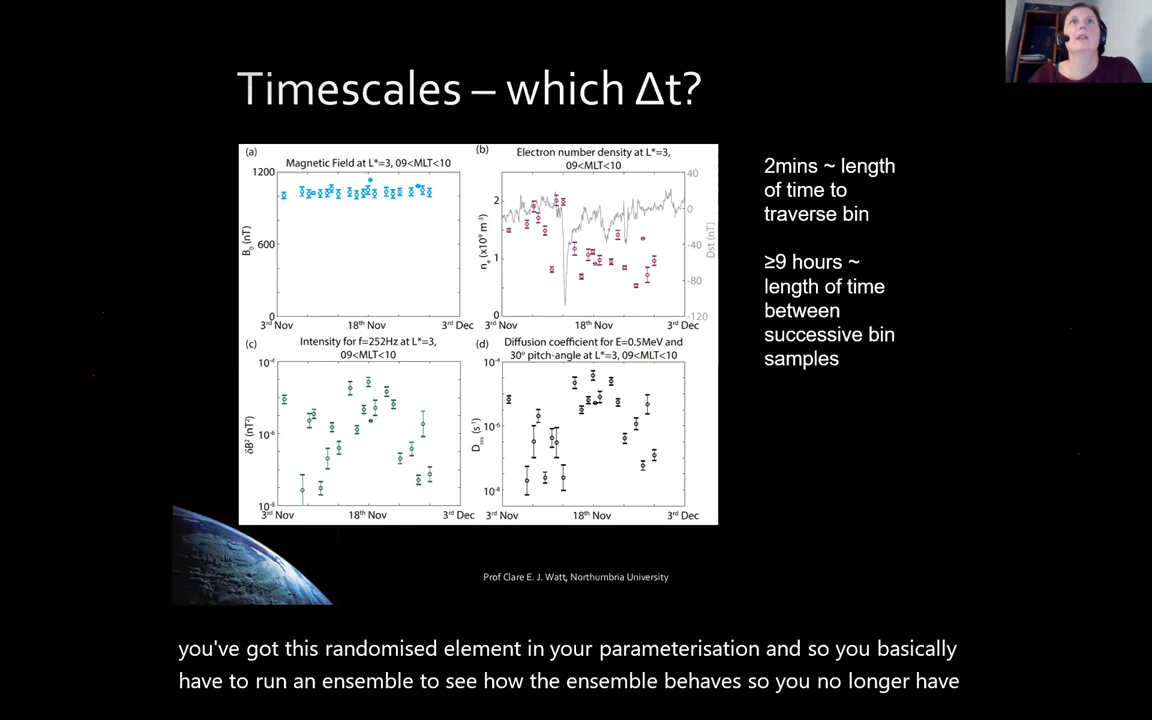 Timescales – which Δt?
(a)
Magnetic Field at L*=3, 09<MLT<10
1200
600
0
B₀ (nT)
3rd Nov
18th Nov
3rd Dec
(b)
Electron number density at L*=3,
09<MLT<10
2
1
0
nₑ (x10⁹ m⁻³)
40
0
-40
-80
-120
Dst (nT)
3rd Nov
18th Nov
3rd Dec
(c)
Intensity for f=252Hz at L*=3,
09<MLT<10
10⁻⁴
10⁻⁶
10⁻⁸
δB² (nT²)
3rd Nov
18th Nov
3rd Dec
(d)
Diffusion coefficient for E=0.5MeV and
30° pitch-angle at L*=3, 09<MLT<10
10⁻⁴
10⁻⁶
10⁻⁸
3rd Nov
18th Nov
3rd Dec
2mins ~ length
of time to
traverse bin
≥9 hours ~
length of time
between
successive bin
samples
Prof Clare E. J. Watt, Northumbria University
you've got this randomised element in your parameterisation and so you basically
have to run an ensemble to see how the ensemble behaves so you no longer have